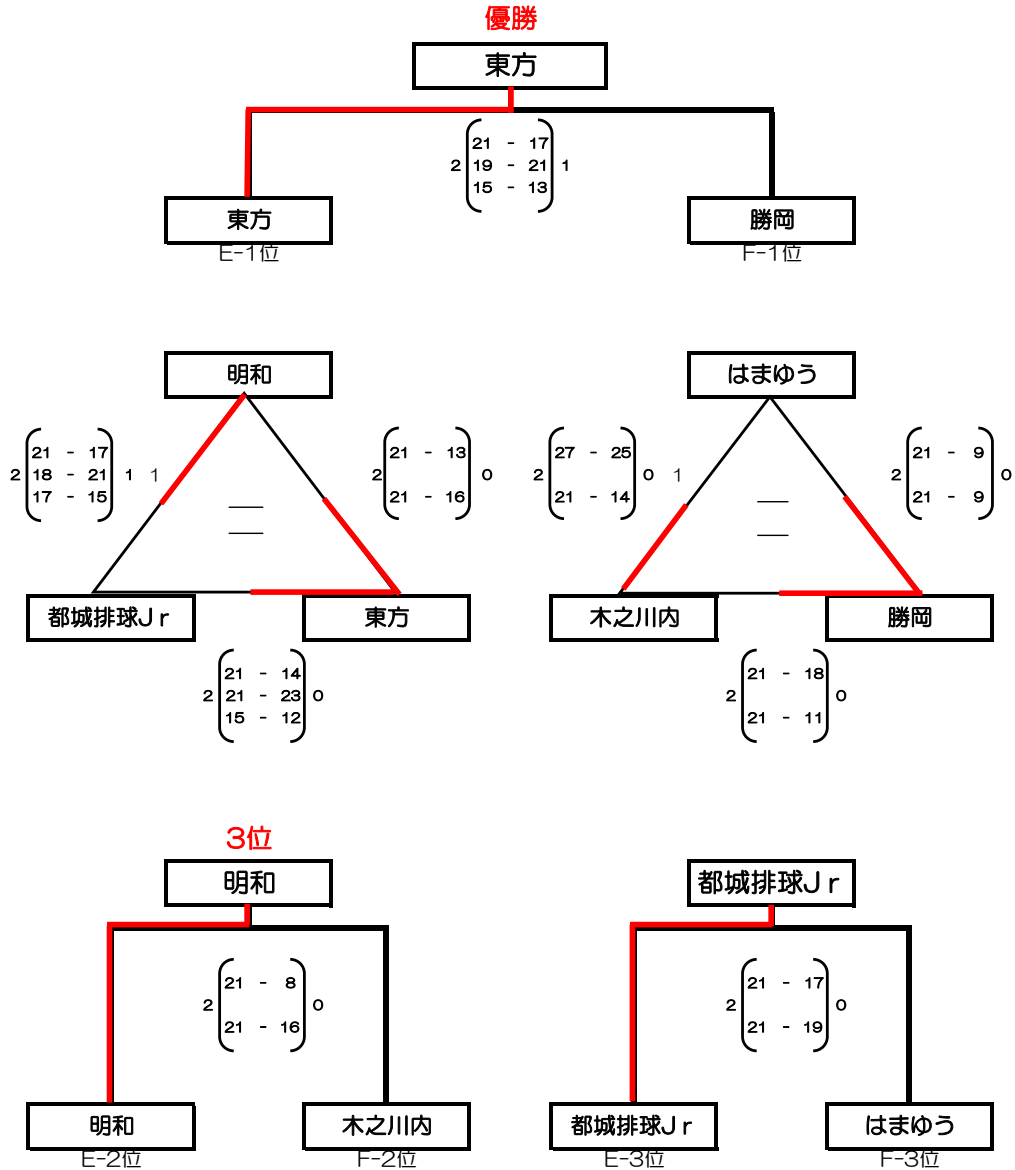 優勝
東方
21 - 17
2 19 - 21 1
15 - 13
東方 勝岡
E-1位 F-1位
明和 はまゆう
21 - 17 21 - 13 27 - 25 21 - 9
2 18 - 21 1 1 2 0 2 0 1 2 0
17 - 15 21 - 16 21 - 14 21 - 9
都城排球Jr 東方 木之川内 勝岡
21 - 14 21 - 18
2 21 - 23 0 2 0
15 - 12 21 - 11
3位
明和 都城排球Jr
21 - 8 21 - 17
2 0 2 0
21 - 16 21 - 19
明和 木之川内 都城排球Jr はまゆう
E-2位 F-2位 E-3位 F-3位